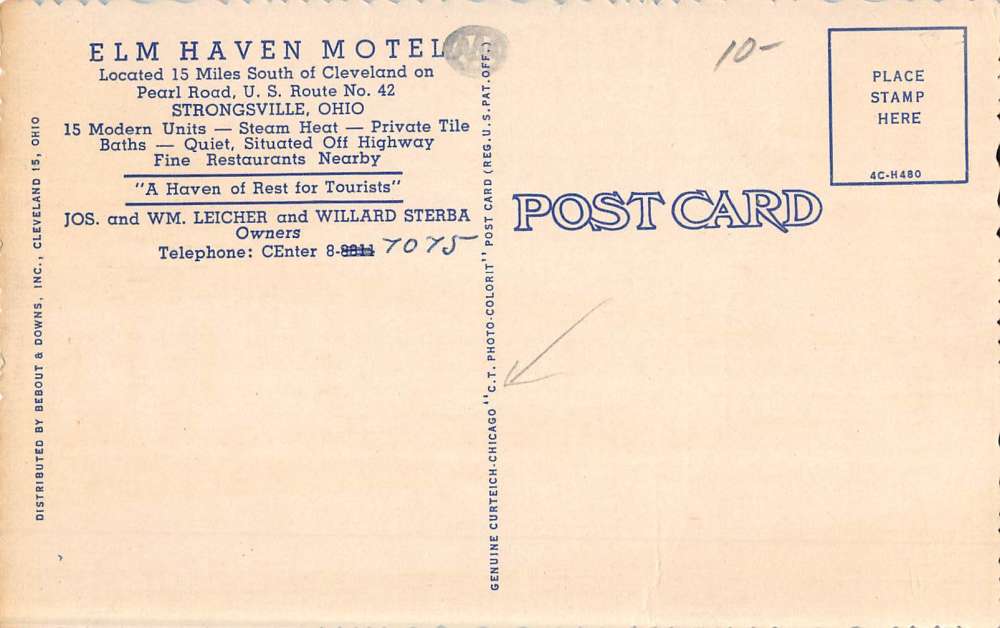 ELM HAVEN MOTEL
Located 15 Miles South of Cleveland on
Pearl Road, U. S. Route No. 42
STRONGSVILLE, OHIO
15 Modern Units — Steam Heat — Private Tile
Baths — Quiet, Situated Off Highway
Fine Restaurants Nearby
"A Haven of Rest for Tourists"
JOS. and WM. LEICHER and WILLARD STERBA
Owners
Telephone: CEnter 8-8811 7075
DISTRIBUTED BY BEBOUT & DOWNS, INC., CLEVELAND 15, OHIO
GENUINE CURTEICH-CHICAGO "C.T. PHOTO-COLORIT" POST CARD (REG. U.S. PAT. OFF.)
10-
POST CARD
PLACE
STAMP
HERE
4C-H480